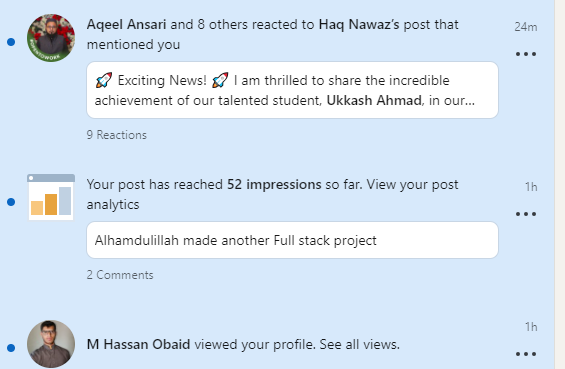 Aqeel Ansari and 8 others reacted to Haq Nawaz's post that
mentioned you
24m
🚀 Exciting News! 🚀 I am thrilled to share the incredible
achievement of our talented student, Ukkash Ahmad, in our...
9 Reactions
Your post has reached 52 impressions so far. View your post
analytics
1h
Alhamdulillah made another Full stack project
2 Comments
M Hassan Obaid viewed your profile. See all views.
1h